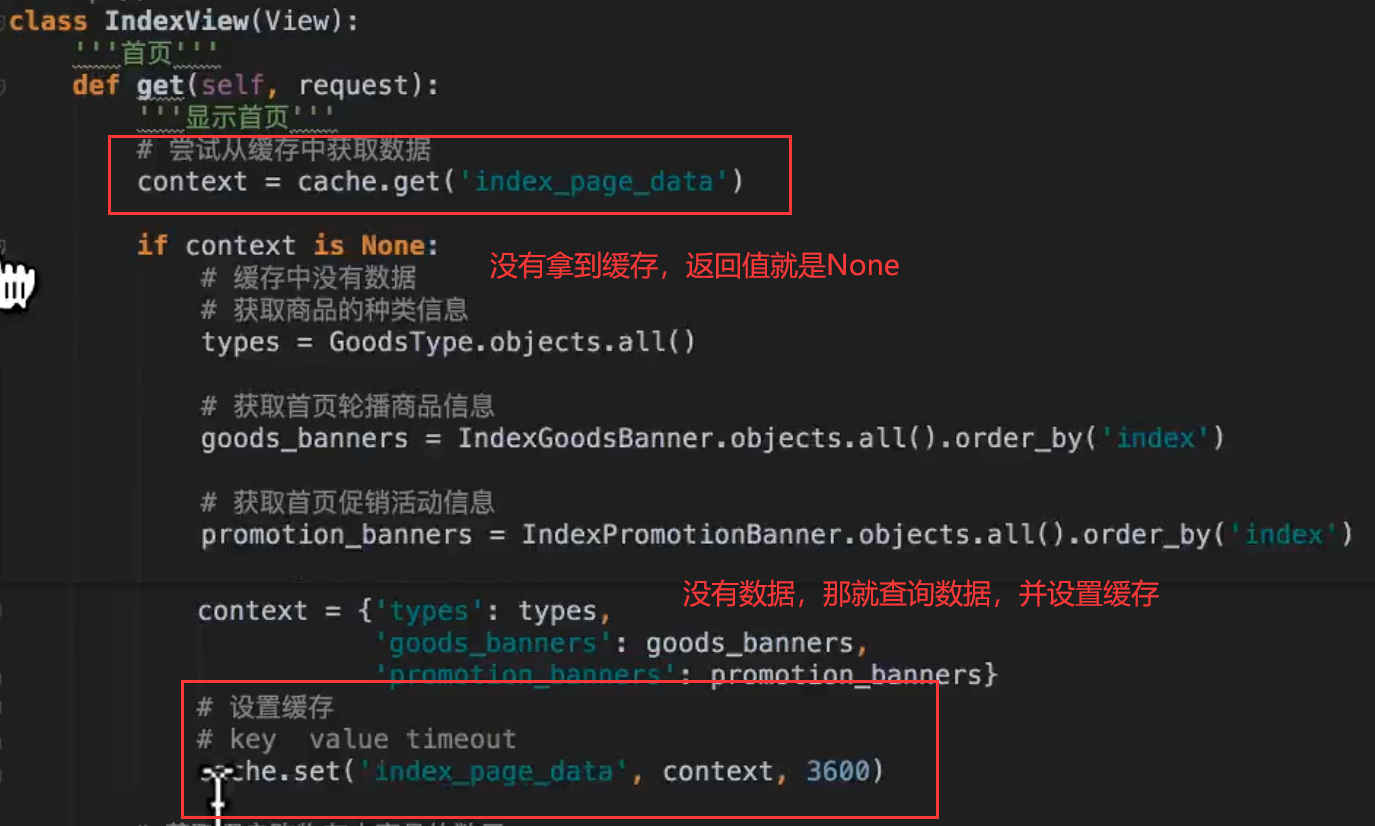 class IndexView(View):
'''首页'''
def get(self, request):
'''显示首页'''
# 尝试从缓存中获取数据
context = cache.get('index_page_data')
if context is None:
没有拿到缓存，返回值就是None
# 缓存中没有数据
# 获取商品的种类信息
types = GoodsType.objects.all()
# 获取首页轮播商品信息
goods_banners = IndexGoodsBanner.objects.all().order_by('index')
# 获取首页促销活动信息
promotion_banners = IndexPromotionBanner.objects.all().order_by('index')
没有数据，那就查询数据，并设置缓存
context = {'types': types,
'goods_banners': goods_banners,
'promotion_banners': promotion_banners}
# 设置缓存
# key  value timeout
cache.set('index_page_data', context, 3600)